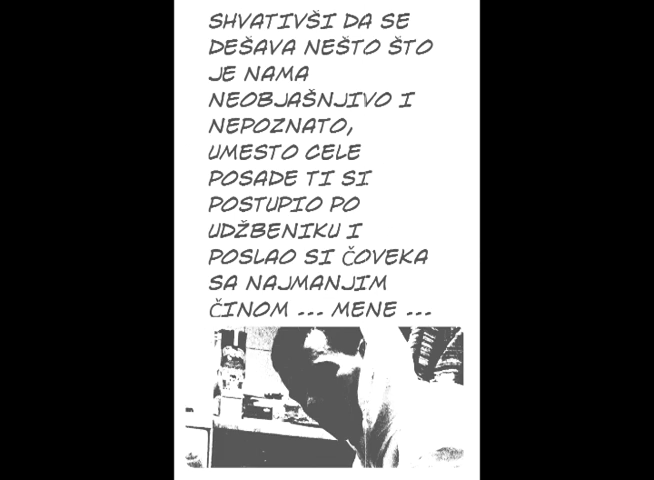 SHVATIVŠI DA SE
DEŠAVA NEŠTO ŠTO
JE NAMA
NEOBJAŠNJIVO I
NEPOZNATO,
UMESTO CELE
POSADE TI SI
POSTUPIO PO
UDŽBENIKU I
POSLAO SI ČOVEKA
SA NAJMANJIM
ČINOM ... MENE ...